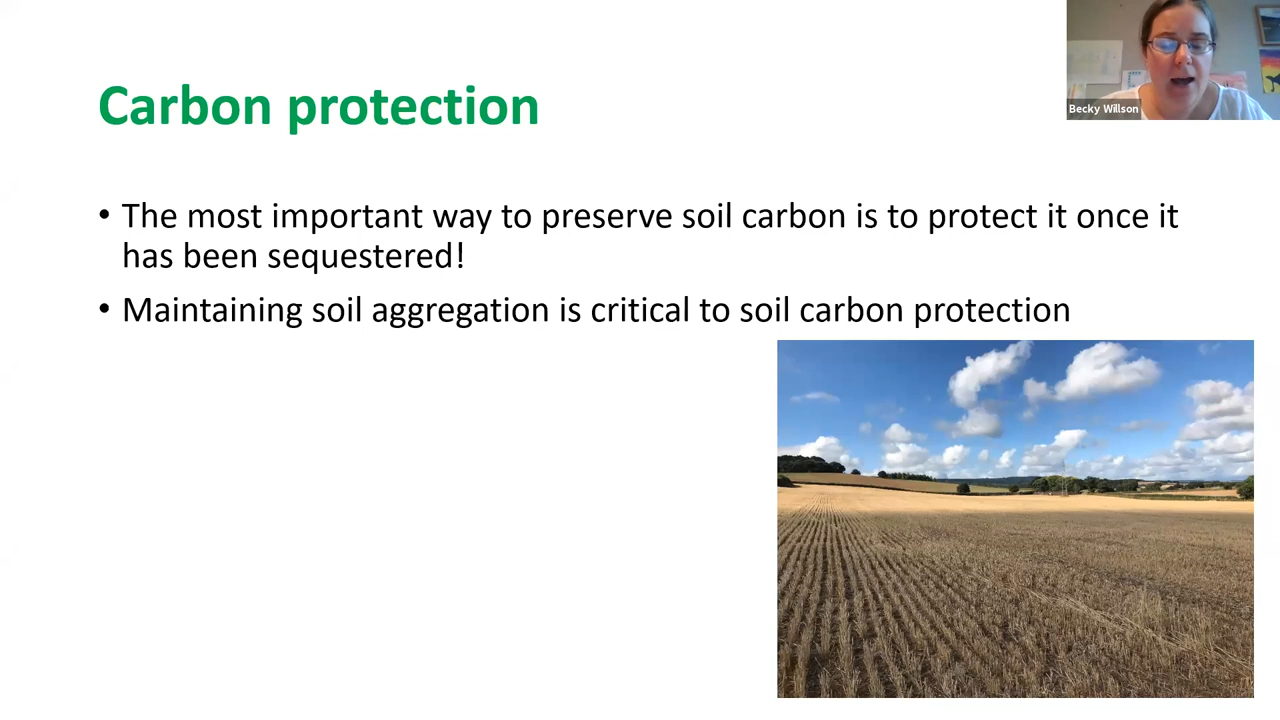 Carbon protection
Becky Willson
• The most important way to preserve soil carbon is to protect it once it
has been sequestered!
• Maintaining soil aggregation is critical to soil carbon protection